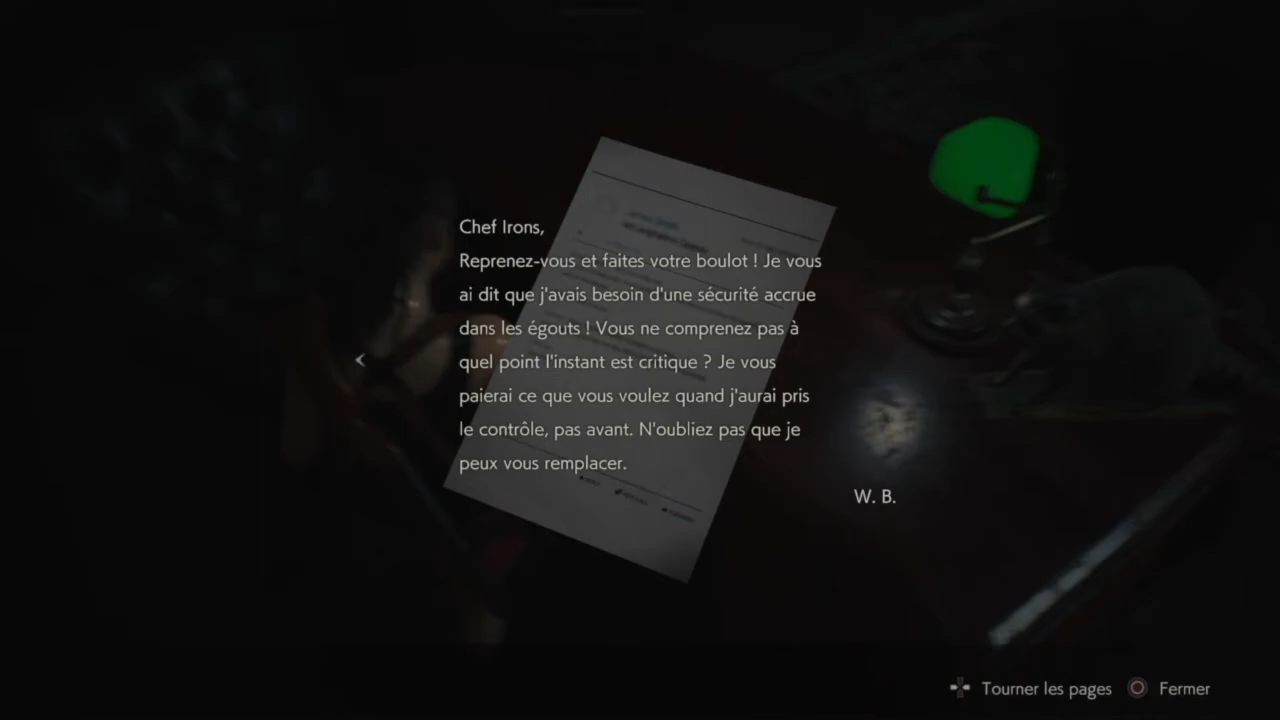 Chef Irons,
Reprenez-vous et faites votre boulot ! Je vous
ai dit que j'avais besoin d'une sécurité accrue
dans les égouts ! Vous ne comprenez pas à
quel point l'instant est critique ? Je vous
paierai ce que vous voulez quand j'aurai pris
le contrôle, pas avant. N'oubliez pas que je
peux vous remplacer.
W. B.
Tourner les pages Fermer